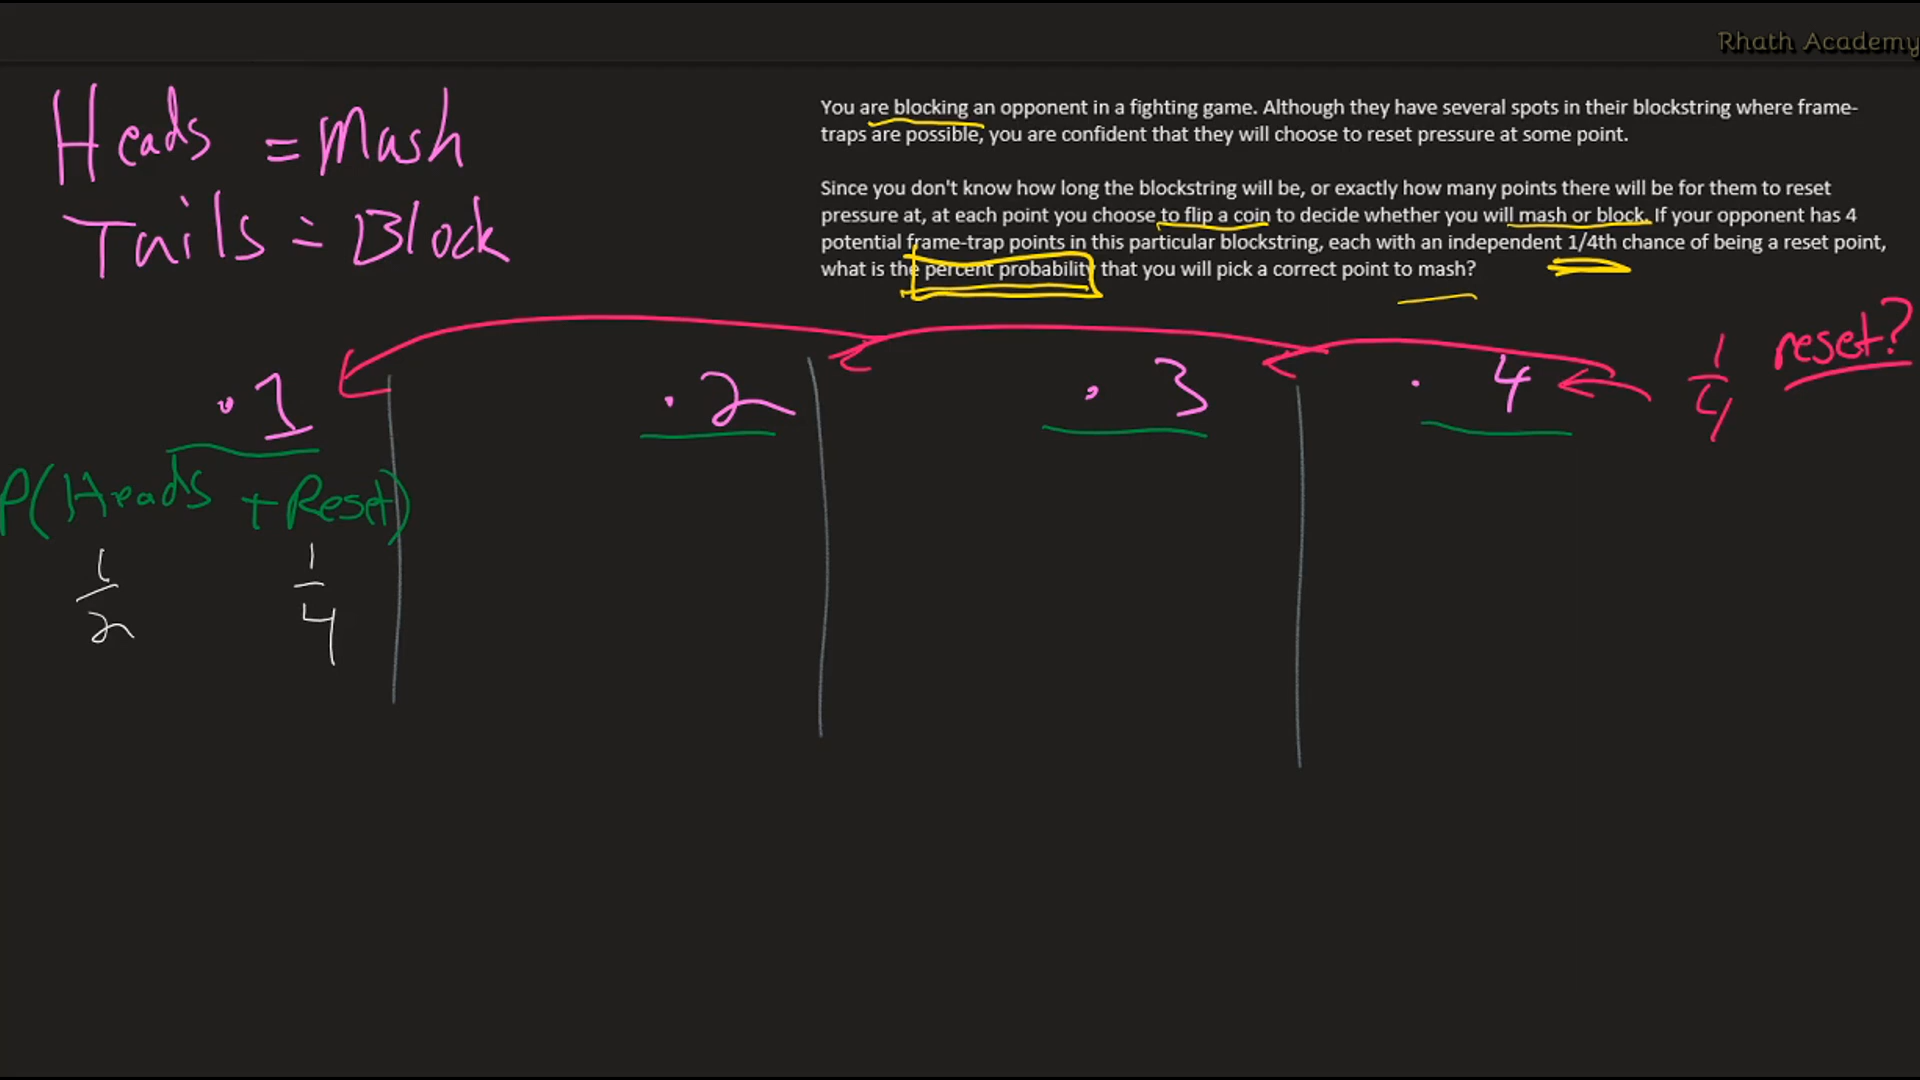 Rhath Academy
Heads = Mash
Tails = Block
You are blocking an opponent in a fighting game. Although they have several spots in their blockstring where frame-
traps are possible, you are confident that they will choose to reset pressure at some point.
Since you don't know how long the blockstring will be, or exactly how many points there will be for them to reset
pressure at, at each point you choose to flip a coin to decide whether you will mash or block. If your opponent has 4
potential frame-trap points in this particular blockstring, each with an independent 1/4th chance of being a reset point,
what is the percent probability that you will pick a correct point to mash?
.1 .2 .3 .4 1/4 reset?
P(Heads + Reset)
1/2 1/4